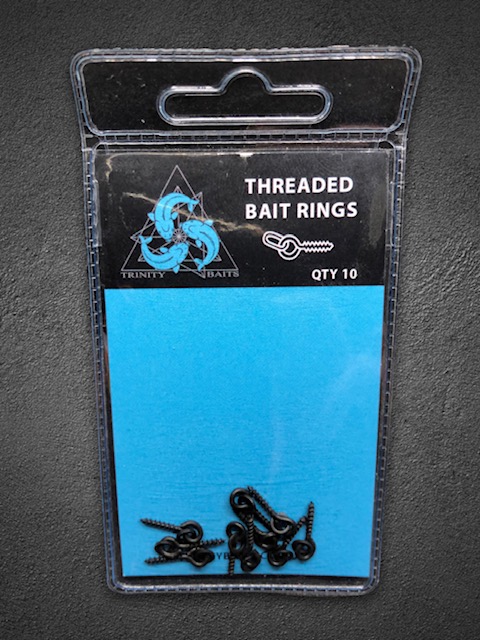 THREADED
BAIT RINGS
QTY 10
TRINITY BAITS